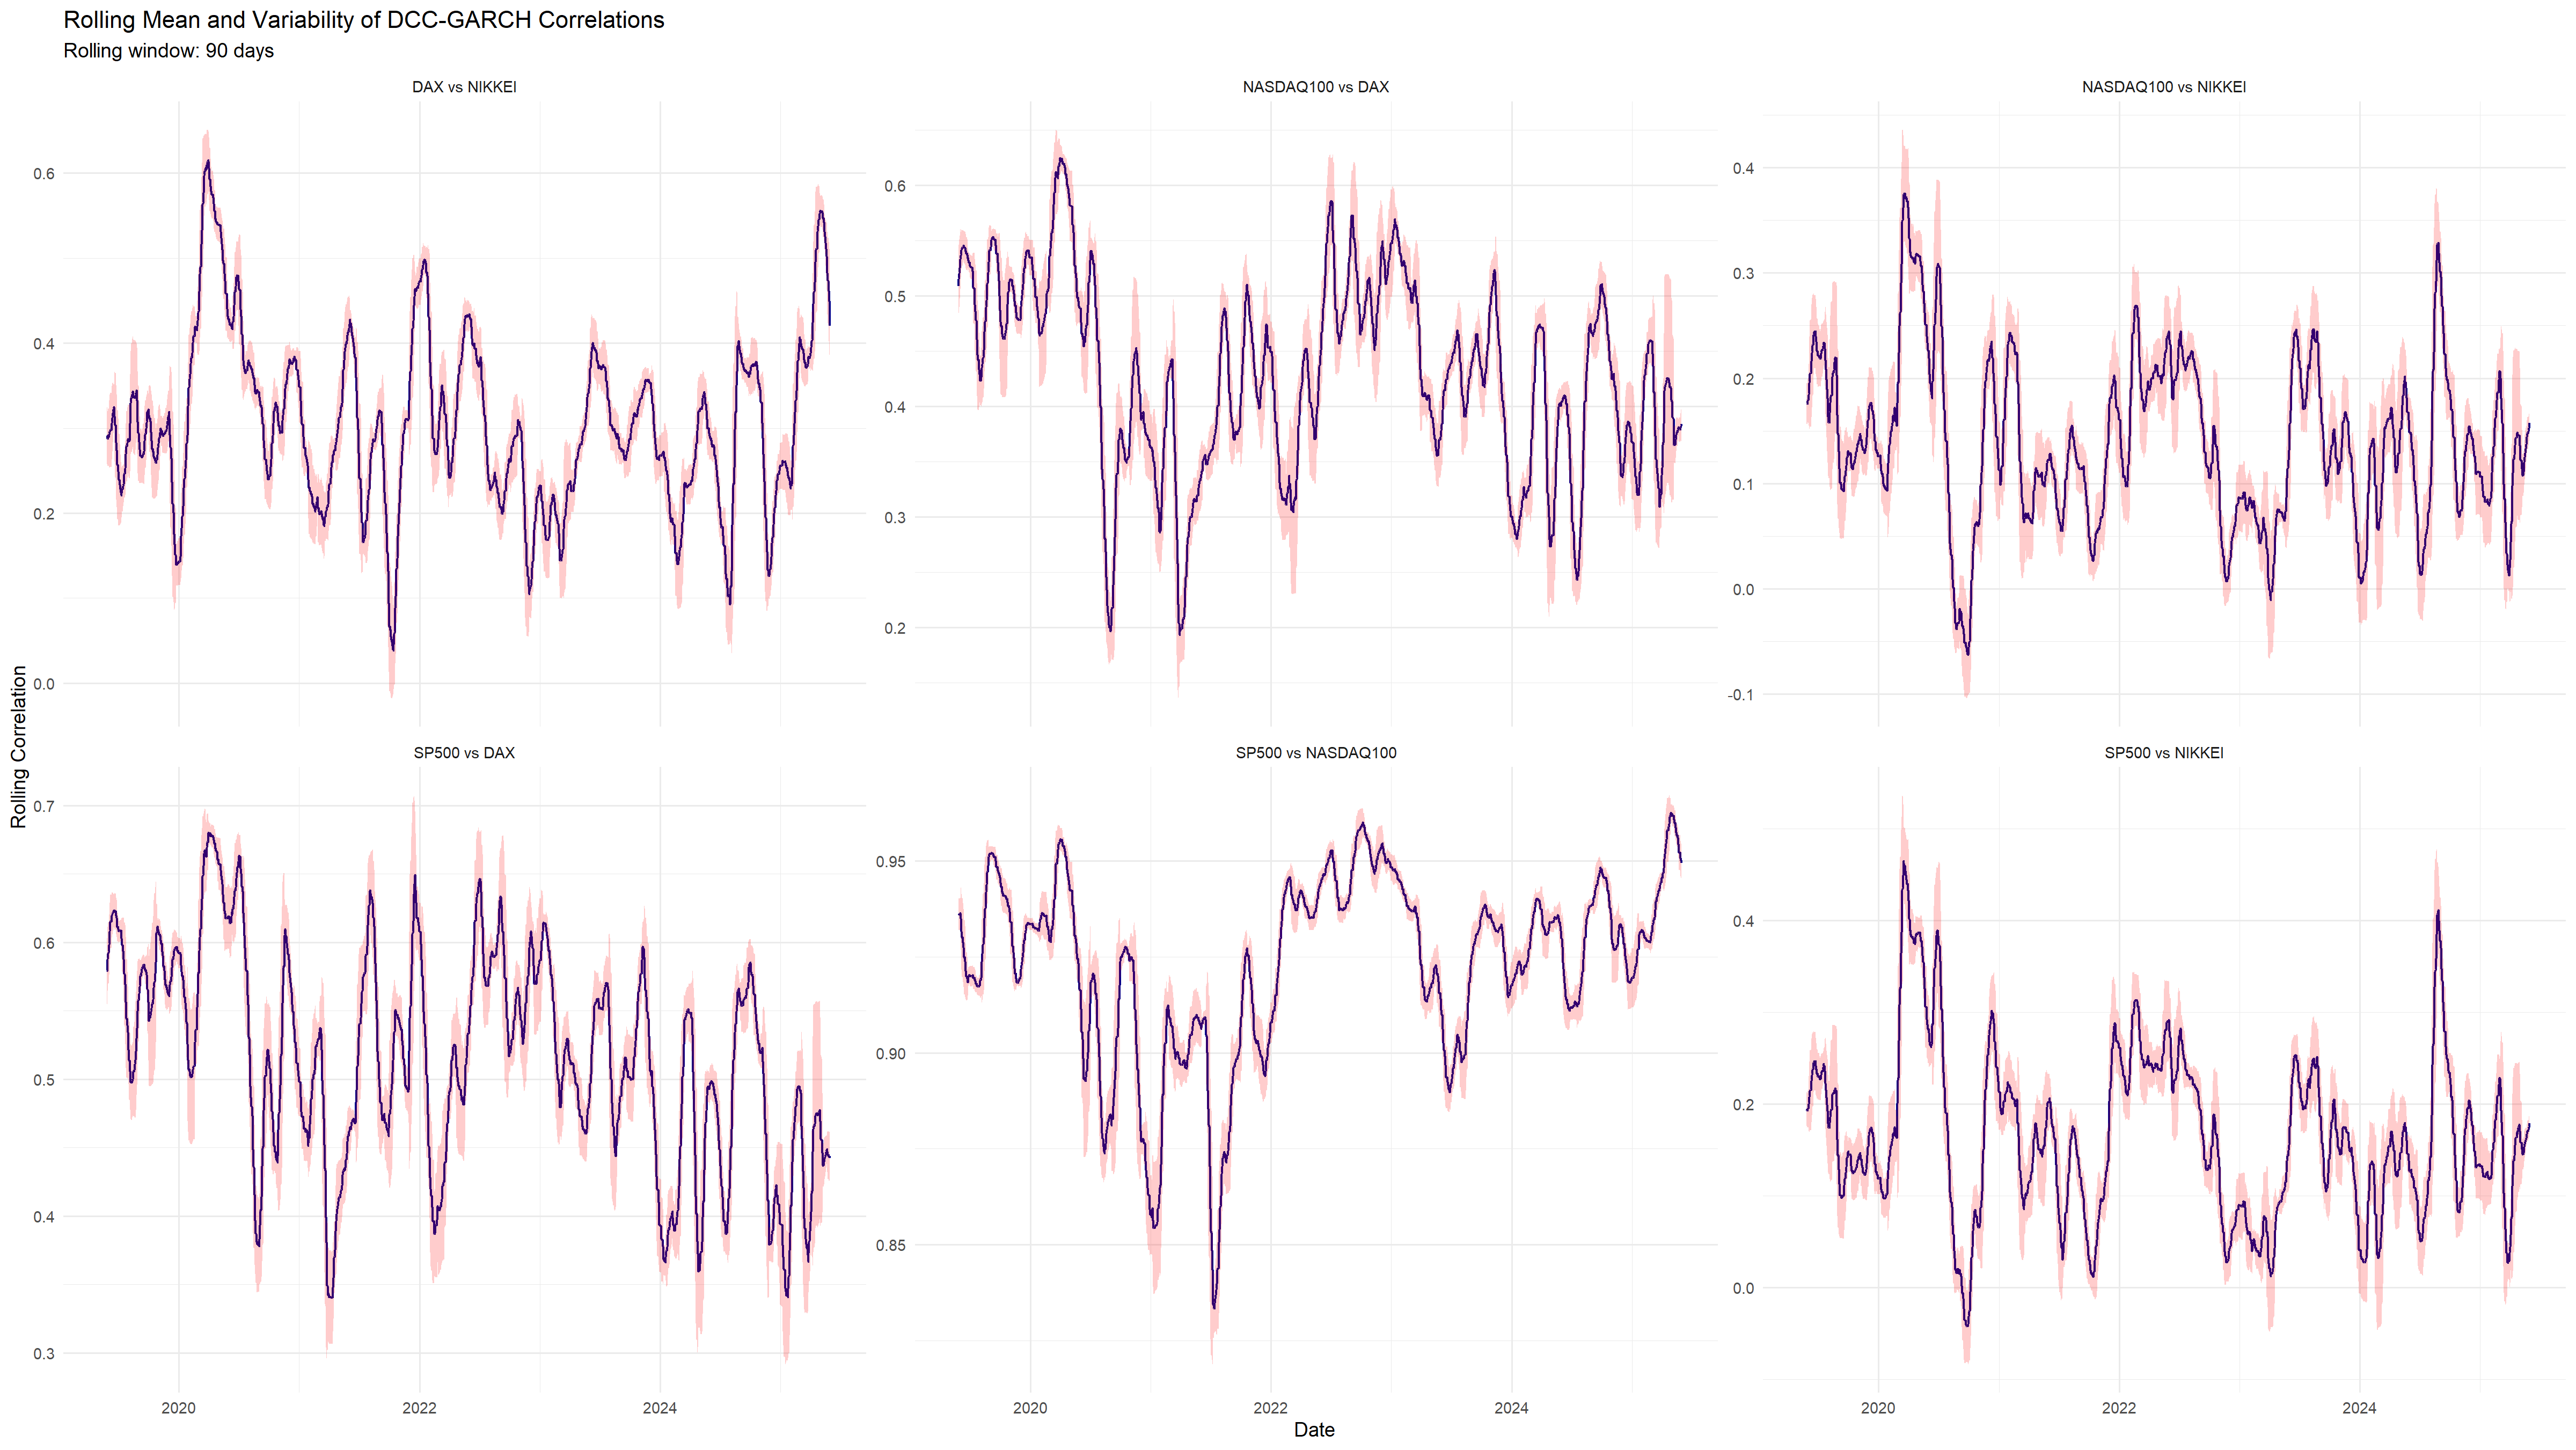 Rolling Mean and Variability of DCC-GARCH Correlations
Rolling window: 90 days
DAX vs NIKKEI
NASDAQ100 vs DAX
NASDAQ100 vs NIKKEI
0.6
0.4
0.2
0.0
0.6
0.5
0.4
0.3
0.2
0.4
0.3
0.2
0.1
0.0
-0.1
Rolling Correlation
SP500 vs DAX
SP500 vs NASDAQ100
SP500 vs NIKKEI
0.7
0.6
0.5
0.4
0.3
0.95
0.90
0.85
0.4
0.2
0.0
2020 2022 2024
2020 2022 2024
2020 2022 2024
Date